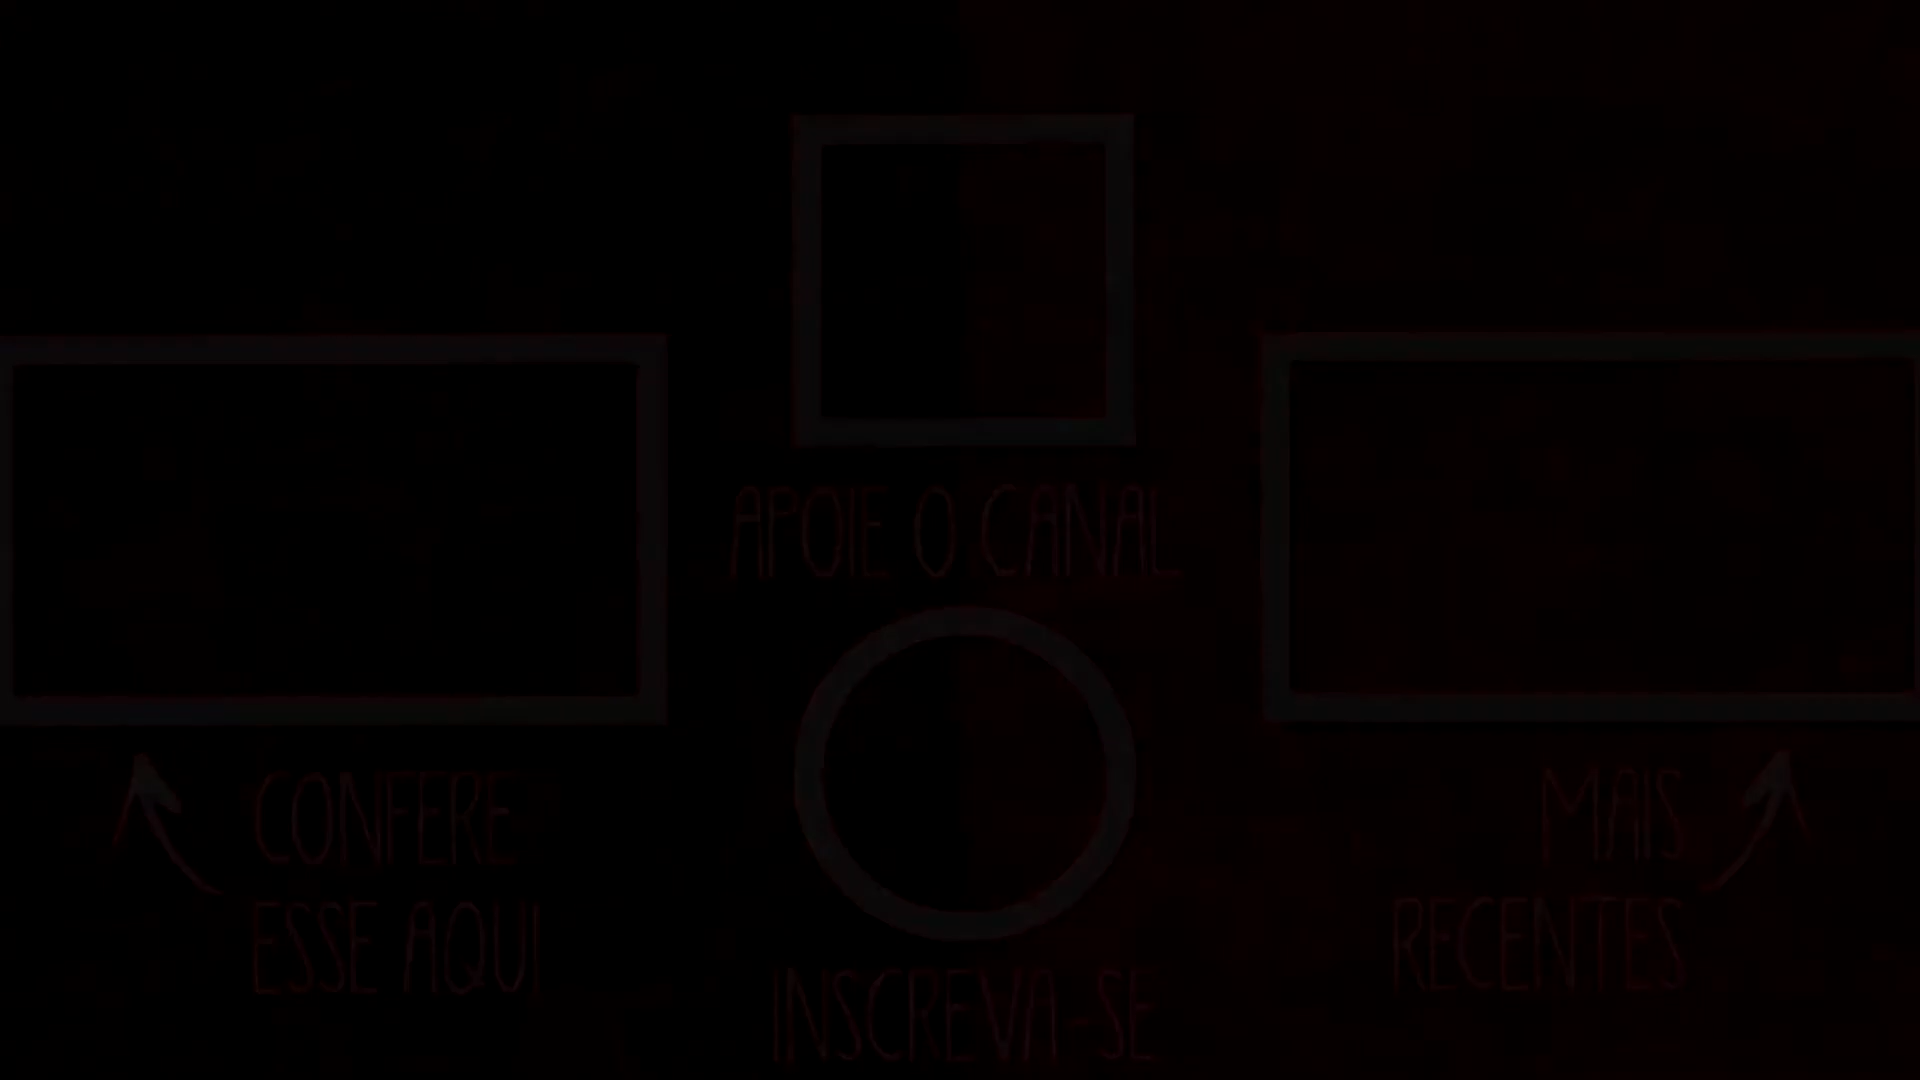 APOIE O CANAL
CONFERE
ESSE AQUI
INSCREVA-SE
MAIS
RECENTES